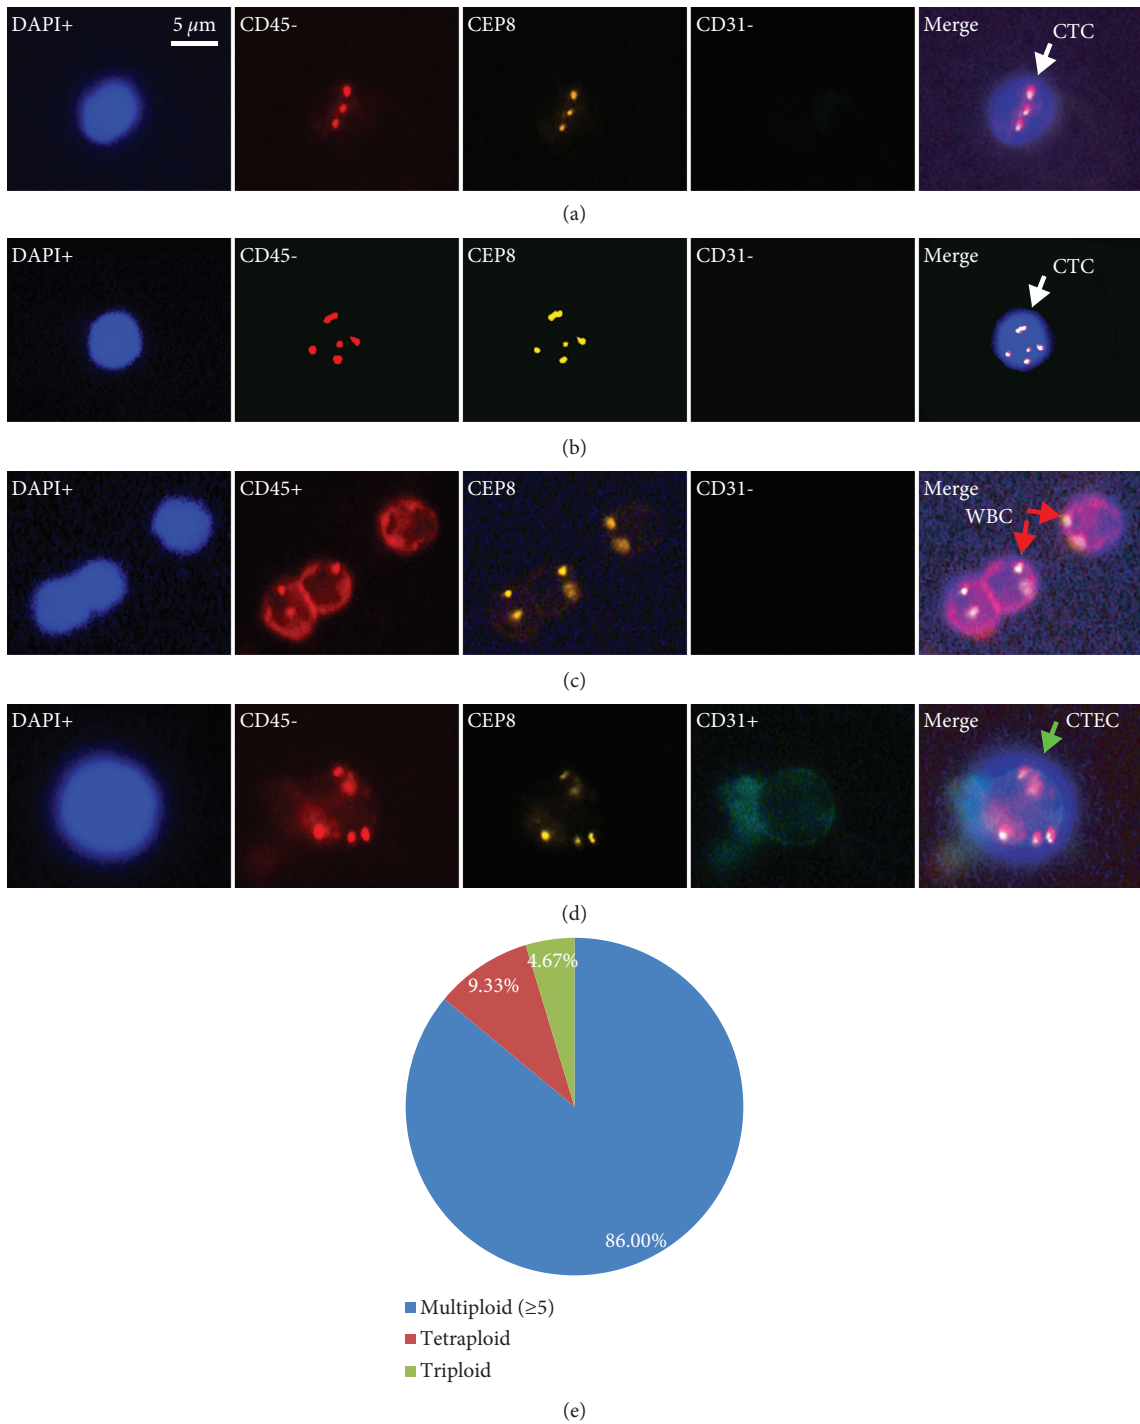 DAPI+ 5 μm CD45- CEP8 CD31- Merge CTC
(a)
DAPI+ CD45- CEP8 CD31- Merge CTC
(b)
DAPI+ CD45+ CEP8 CD31- Merge WBC
(c)
DAPI+ CD45- CEP8 CD31+ Merge CTEC
(d)
4.67%
9.33%
86.00%
Multiploid (≥5)
Tetraploid
Triploid
(e)